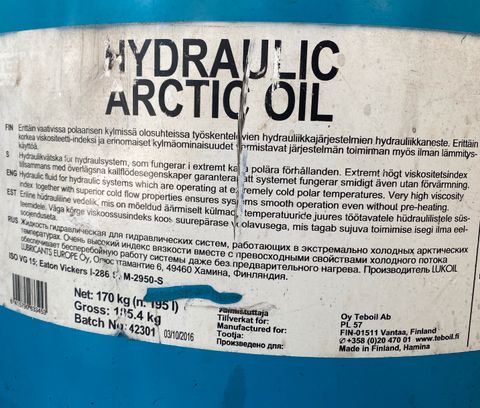 HYDRAULIC
ARCTIC OIL
FIN Erittäin vaativissa polaarisen kylmissä olosuhteissa työskentelevien hydrauliikkajärjestelmien hydrauliikkaneste. Erittäin
korkea viskositeetti-indeksi ja erinomaiset kylmäominaisuudet varmistavat järjestelmän toiminnan myös ilman lämmitys-
käyttöä.
S Hydraulikvätska för hydraulsystem, som fungerar i extremt kalla polära förhållanden. Extremt högt viskositetsindex
tillsammans med överlägsna kallflödesegenskaper garanterar att systemet fungerar smidigt även utan förvärmning.
ENG Hydraulic fluid for hydraulic systems which are operating at extremely cold polar temperatures. Very high viscosity
index together with superior cold flow properties ensures systems smooth operation even without pre-heating.
EST Eriline hüdrauliline vedelik, mis on mõeldud äärmiselt külmadel temperatuuride juures töötavatele hüdraulilistele süs-
teemidele. Väga kõrge viskoossusindeks koos suurepärase voolavusega, mis tagab sujuva toimimise isegi ilma eel-
soojenduseta.
RUS Жидкость гидравлическая для гидравлических систем, работающих в экстремально холодных арктических
температурах. Очень высокий индекс вязкости вместе с превосходными свойствами холодного потока
обеспечивает бесперебойную работу системы даже без предварительного нагрева. Производитель LUKOIL
LUBRICANTS EUROPE Oy, 6, 49460 Хамина, Финляндия.
ISO VG 15; Eaton Vickers I-286 M-2950-S
Net: 170 kg (n. 195 l)
Gross: 185.4 kg
Batch No: 42301 03/10/2016
Valmistuttaja
Tillverkat för:
Manufactured for:
Tootja:
Произведено для:
Oy Teboil Ab
PL 57
FIN-01511 Vantaa, Finland
✆+358 (0)20 470 01 www.teboil.fi
Made in Finland, Hamina